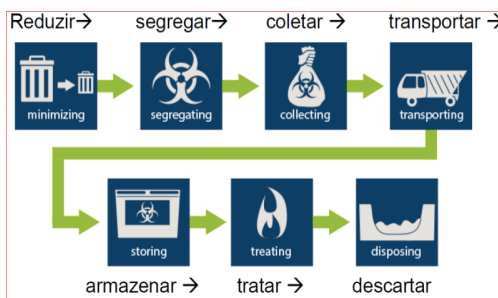 Reduzir→ segregar→ coletar → transportar →
minimizing segregating collecting transporting
storing treating disposing
armazenar → tratar → descartar